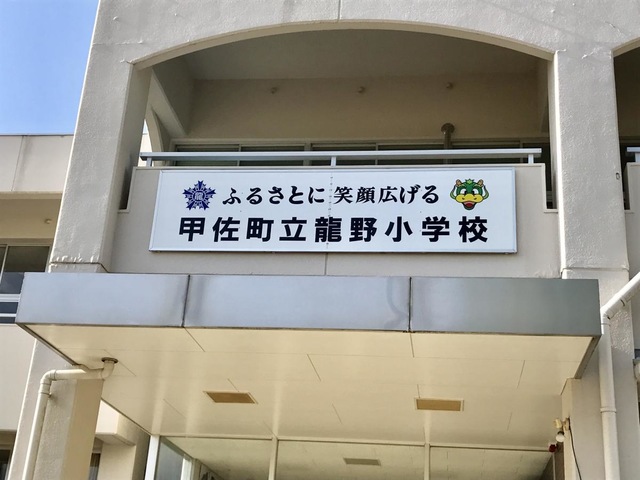 ふるさとに 笑顔広げる
甲佐町立龍野小学校